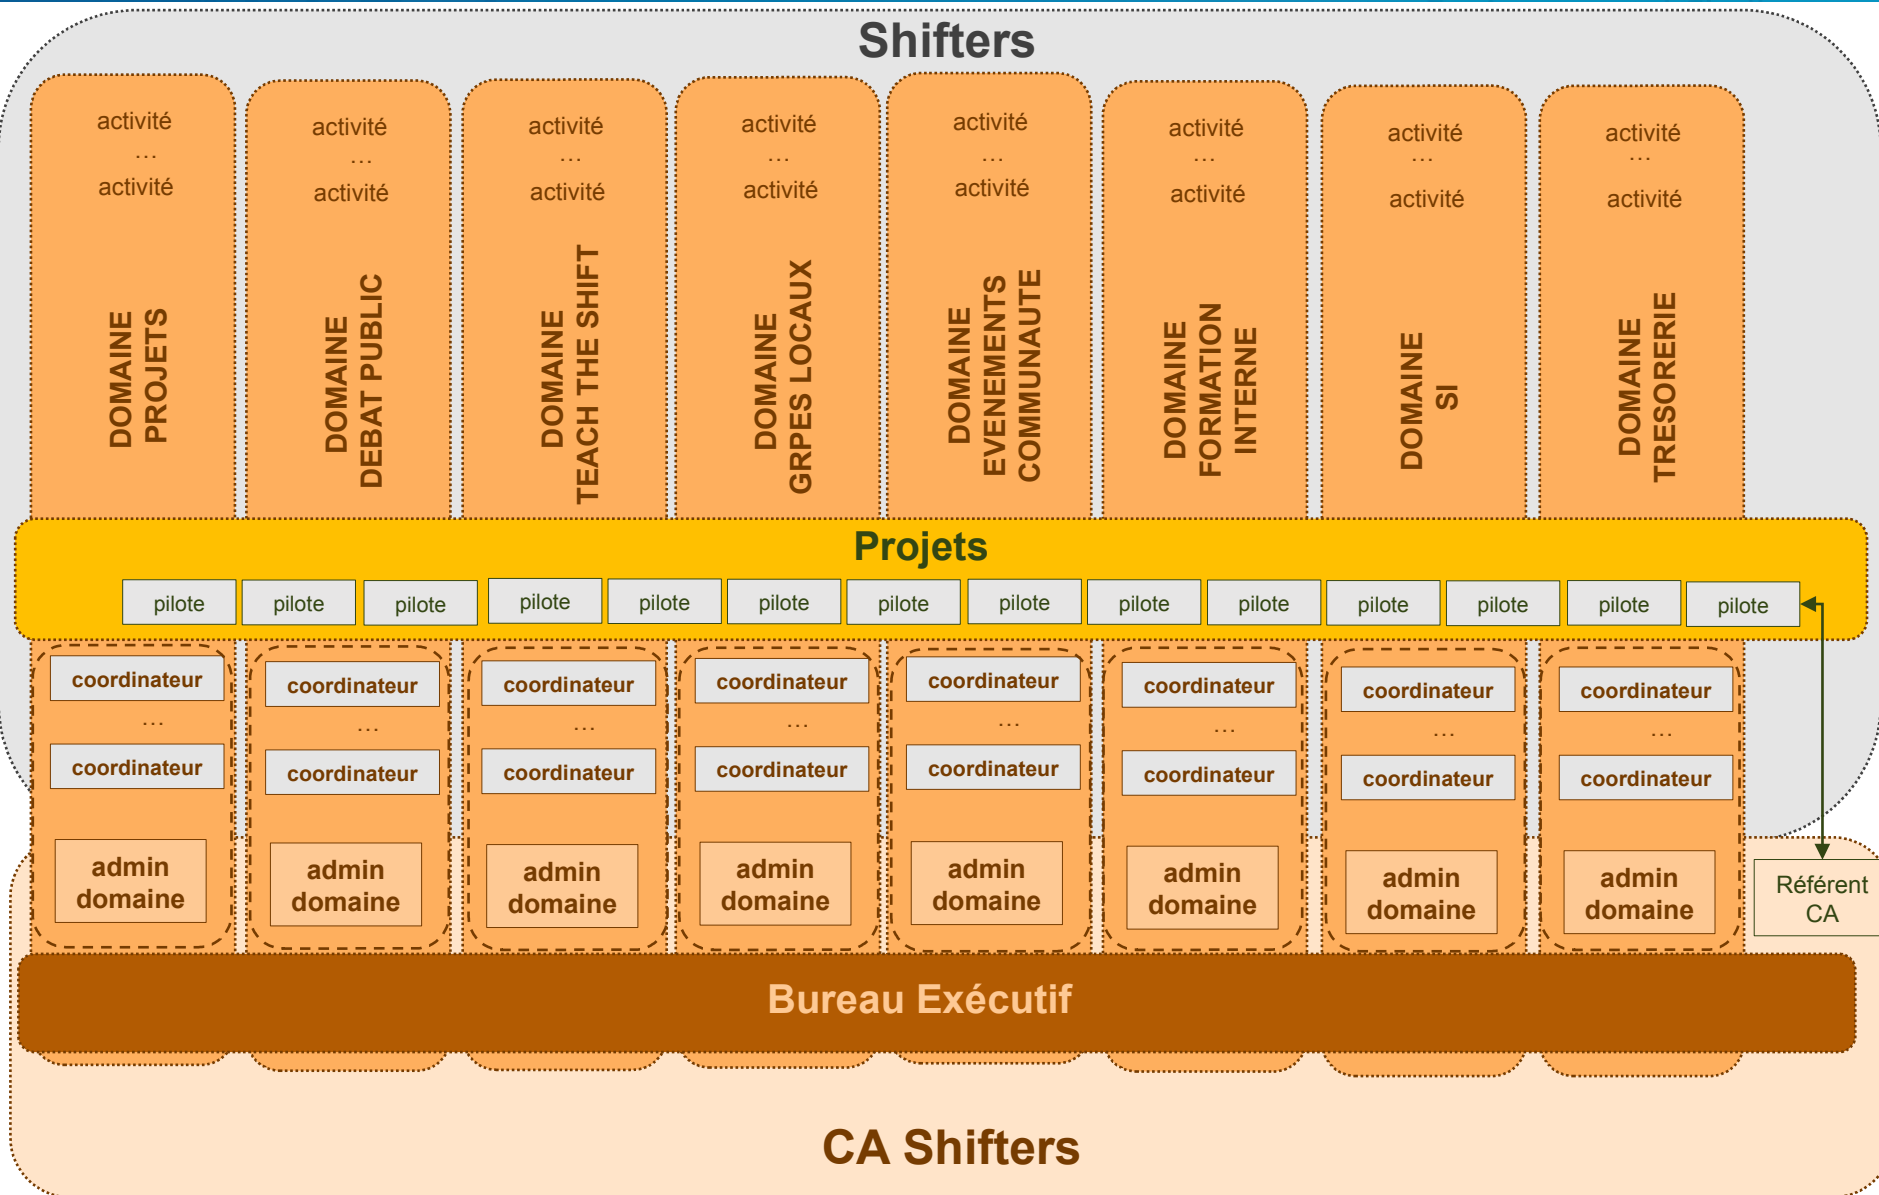 Shifters
activité
...
activité
DOMAINE
PROJETS
activité
...
activité
DOMAINE
DEBAT PUBLIC
activité
...
activité
DOMAINE
TEACH THE SHIFT
activité
...
activité
DOMAINE
GRPES LOCAUX
activité
...
activité
DOMAINE
EVENEMENTS
COMMUNAUTE
activité
...
activité
DOMAINE
FORMATION
INTERNE
activité
...
activité
DOMAINE
SI
activité
...
activité
DOMAINE
TRESORERIE
Projets
pilote
pilote
pilote
pilote
pilote
pilote
pilote
pilote
pilote
pilote
pilote
pilote
pilote
pilote
coordinateur
...
coordinateur
admin
domaine
coordinateur
...
coordinateur
admin
domaine
coordinateur
...
coordinateur
admin
domaine
coordinateur
...
coordinateur
admin
domaine
coordinateur
...
coordinateur
admin
domaine
coordinateur
...
coordinateur
admin
domaine
coordinateur
...
coordinateur
admin
domaine
coordinateur
...
coordinateur
admin
domaine
Référent
CA
Bureau Exécutif
CA Shifters